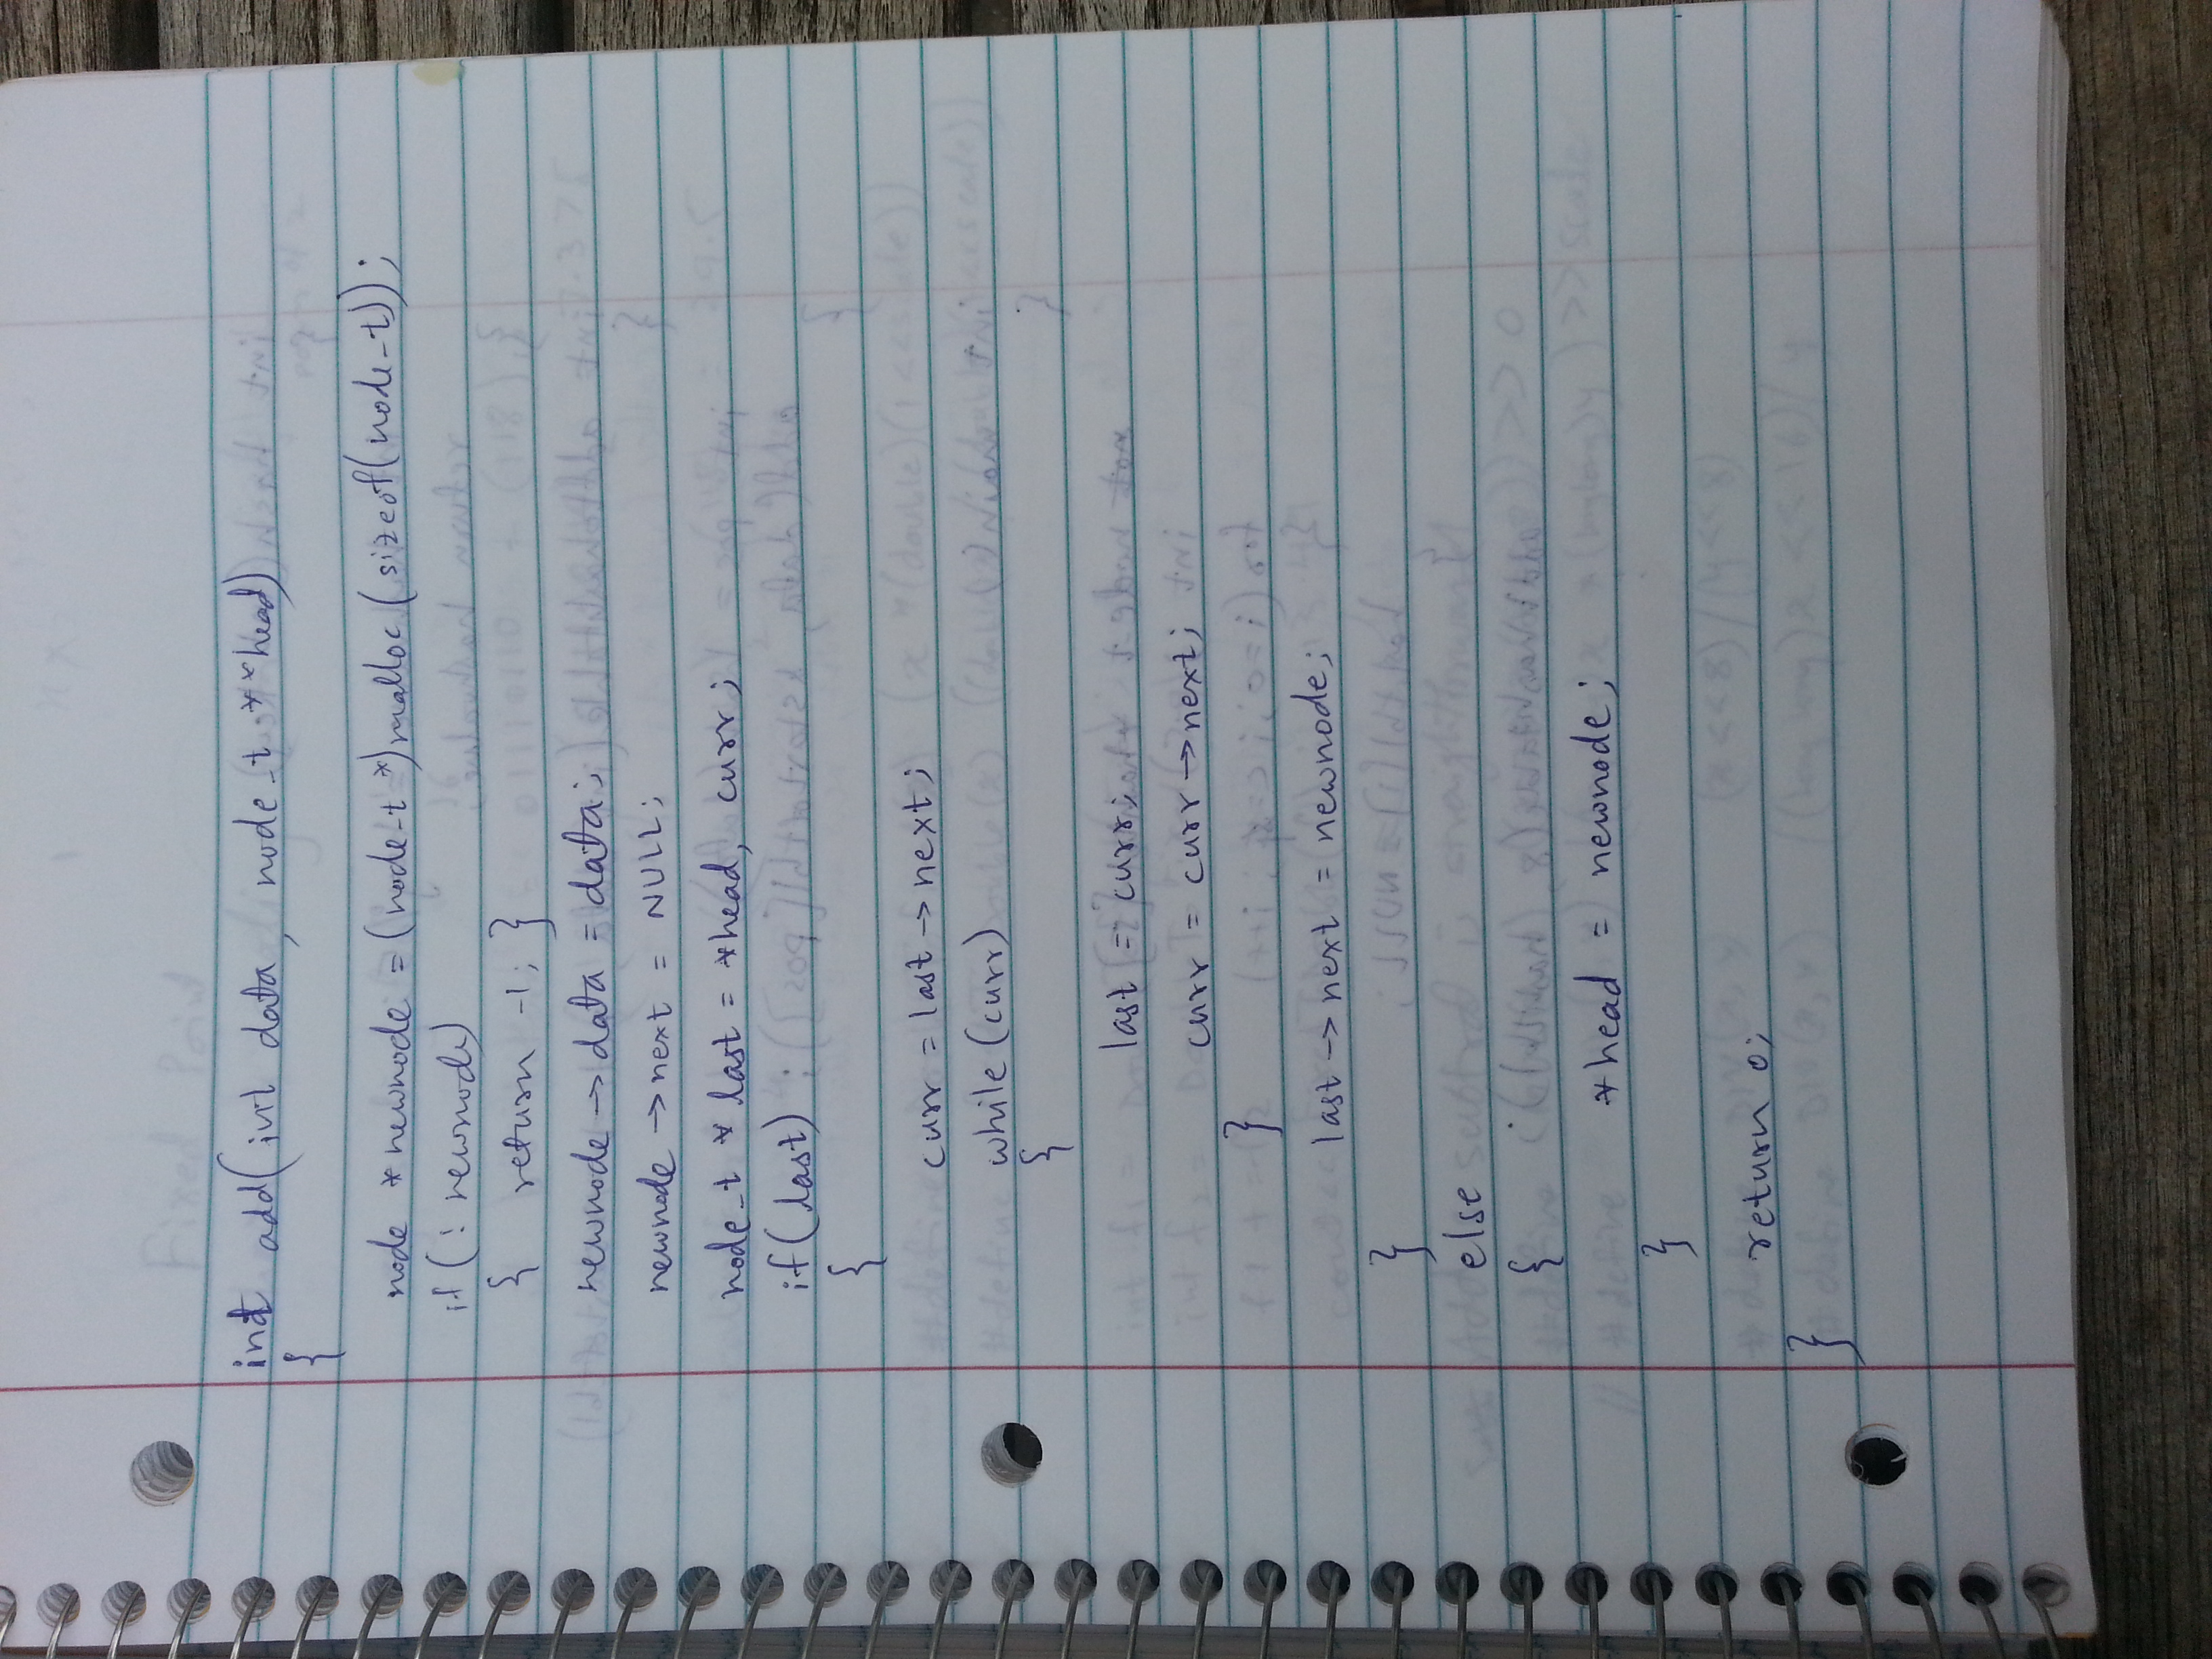 int add(int data, node_t **head)
{
node *newnode = (node_t *)malloc(sizeof(node_t));
if(! newnode)
{ return -1; }
newnode->data = data;
newnode->next = NULL;
node_t * last = *head, curr;
if(last)
{
curr = last->next;
while(curr)
{
last = curr;
curr = curr->next;
}
last->next = newnode;
}
else
{
*head = newnode;
}
return 0;
}